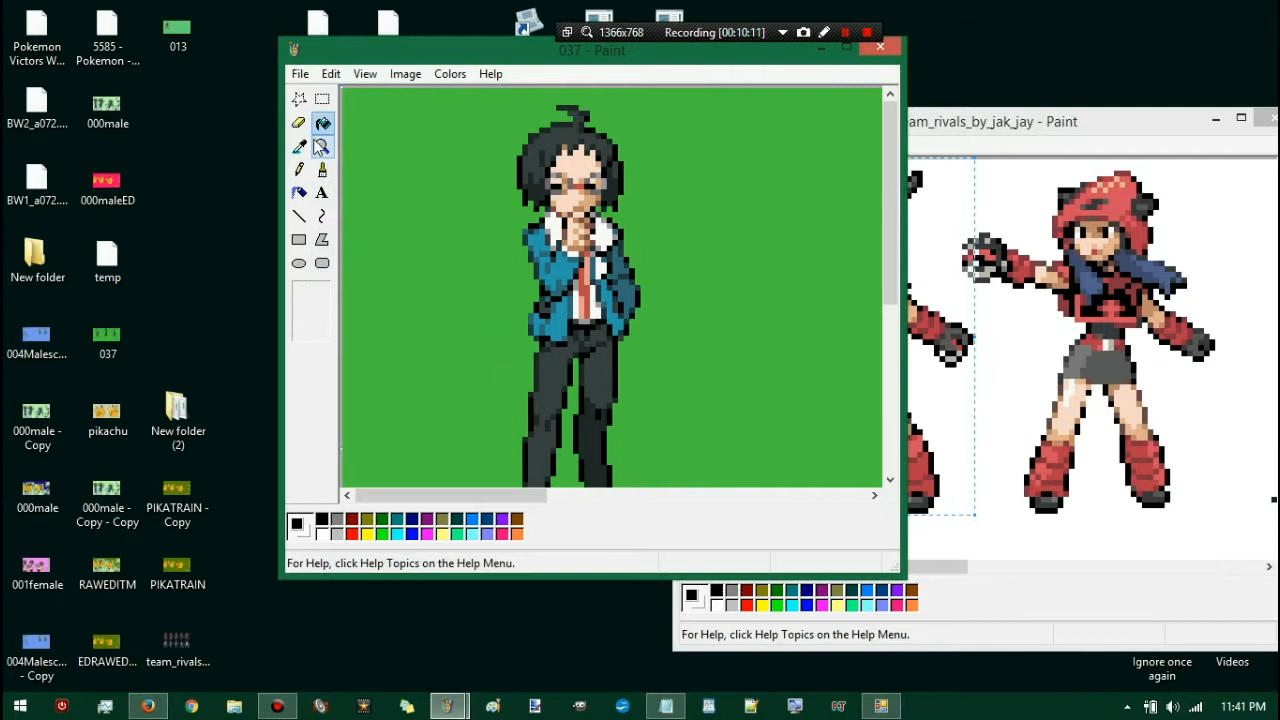 1366x768
Recording [00:10:11]
Pokemon
Victors W...
5585 -
Pokemon -...
013
037 - Paint
File Edit View Image Colors Help
BW2_a072....
000male
eam_rivals_by_jak_jay - Paint
BW1_a072....
000maleED
New folder
temp
004Malesc...
037
000male -
Copy
pikachu
New folder
(2)
000male
000male -
Copy - Copy
PIKATRAIN -
Copy
For Help, click Help Topics on the Help Menu.
001female
RAWEDITM
PIKATRAIN
For Help, click Help Topics on the Help Menu.
004Malesc...
- Copy
EDRAWED...
team_rivals...
Ignore once
again
Videos
11:41 PM